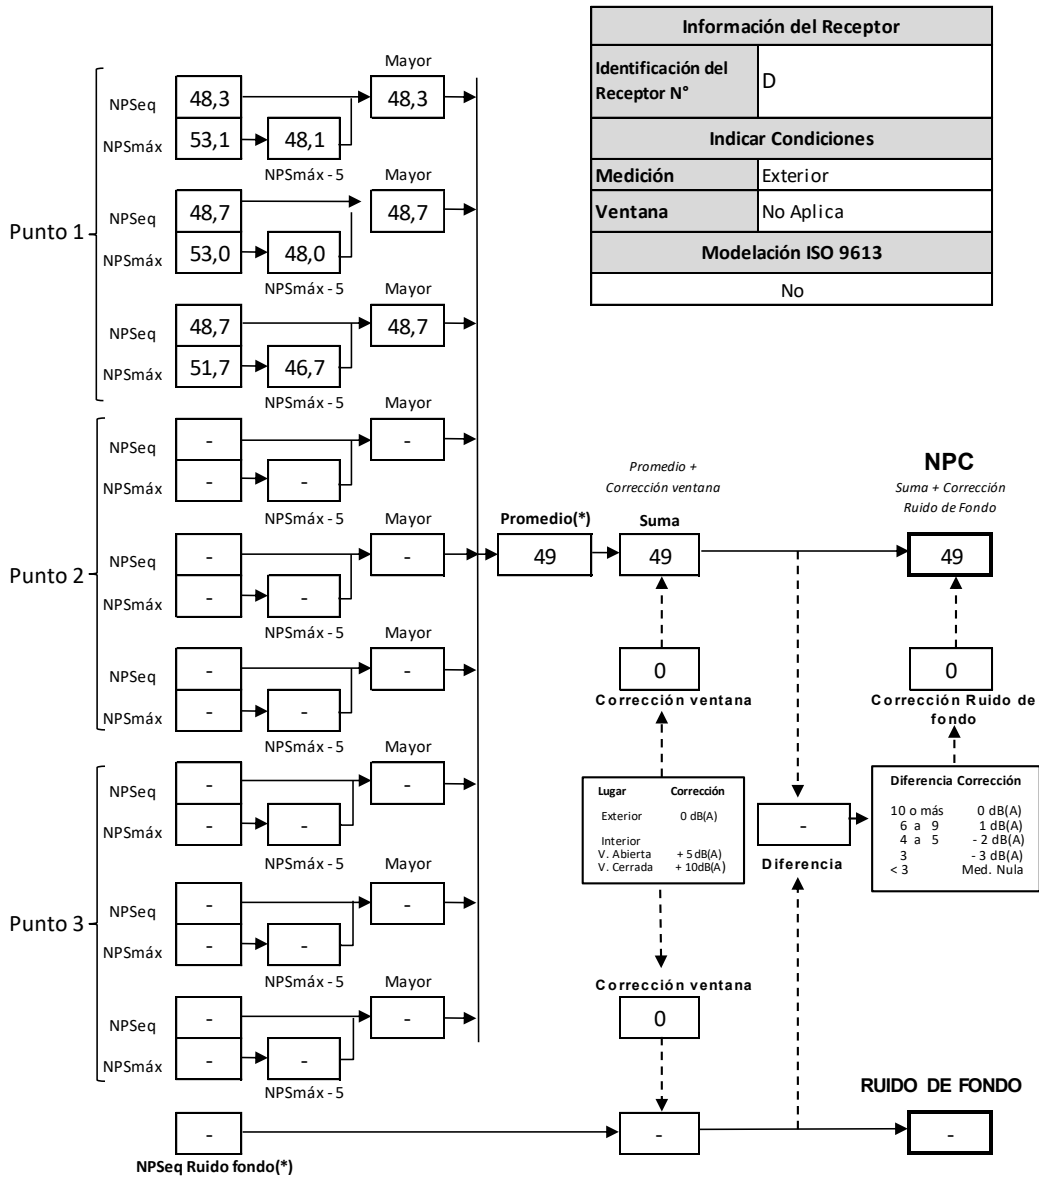 Información del Receptor
Identificación del
Receptor N°
D
Indicar Condiciones
Medición Exterior
Ventana No Aplica
Modelación ISO 9613
No
Punto 1
Mayor
NPSeq 48,3 48,3
NPSmáx 53,1 48,1
NPSmáx - 5 Mayor
NPSeq 48,7 48,7
NPSmáx 53,0 48,0
NPSmáx - 5 Mayor
NPSeq 48,7 48,7
NPSmáx 51,7 46,7
NPSmáx - 5 Mayor
Punto 2
NPSeq - -
NPSmáx - -
NPSmáx - 5 Mayor
NPSeq - -
NPSmáx - -
NPSmáx - 5 Mayor
NPSeq - -
NPSmáx - -
NPSmáx - 5 Mayor
Punto 3
NPSeq - -
NPSmáx - -
NPSmáx - 5 Mayor
NPSeq - -
NPSmáx - -
NPSmáx - 5 Mayor
NPSeq - -
NPSmáx - -
NPSmáx - 5
-
NPSeq Ruido fondo(*)
Promedio(*)
49
Promedio +
Corrección ventana
Suma
49
0
Corrección ventana
Lugar Corrección
Exterior 0 dB(A)
Interior
V. Abierta + 5 dB(A)
V. Cerrada + 10dB(A)
Corrección ventana
0
-
-
Diferencia
NPC
Suma + Corrección
Ruido de Fondo
49
0
Corrección Ruido de
fondo
Diferencia Corrección
10 o más 0 dB(A)
6 a 9 1 dB(A)
4 a 5 - 2 dB(A)
3 - 3 dB(A)
< 3 Med. Nula
RUIDO DE FONDO
-